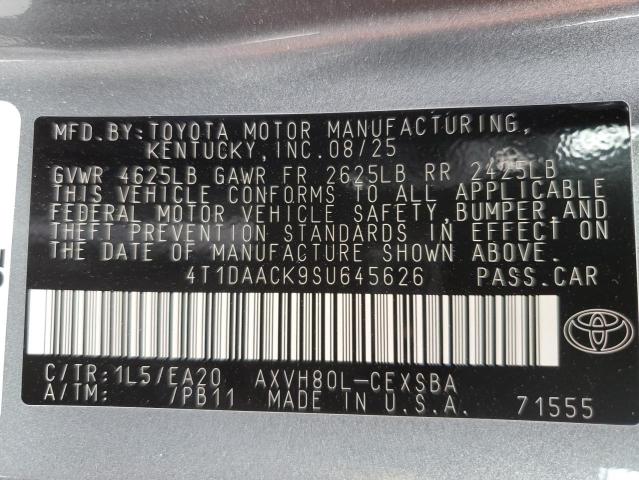 MFD.BY:TOYOTA MOTOR MANUFACTURING,
KENTUCKY,INC.08/25
GVWR 4625LB GAWR FR 2625LB RR 2425LB
THIS VEHICLE CONFORMS TO ALL APPLICABLE
FEDERAL MOTOR VEHICLE SAFETY,BUMPER,AND
THEFT PREVENTION STANDARDS IN EFFECT ON
THE DATE OF MANUFACTURE SHOWN ABOVE.
4T1DAACK9SU645626 PASS.CAR
C/TR:1L5/EA20 AXVH80L-CEXSBA
A/TM: /PB11 MADE IN U.S.A. 71555